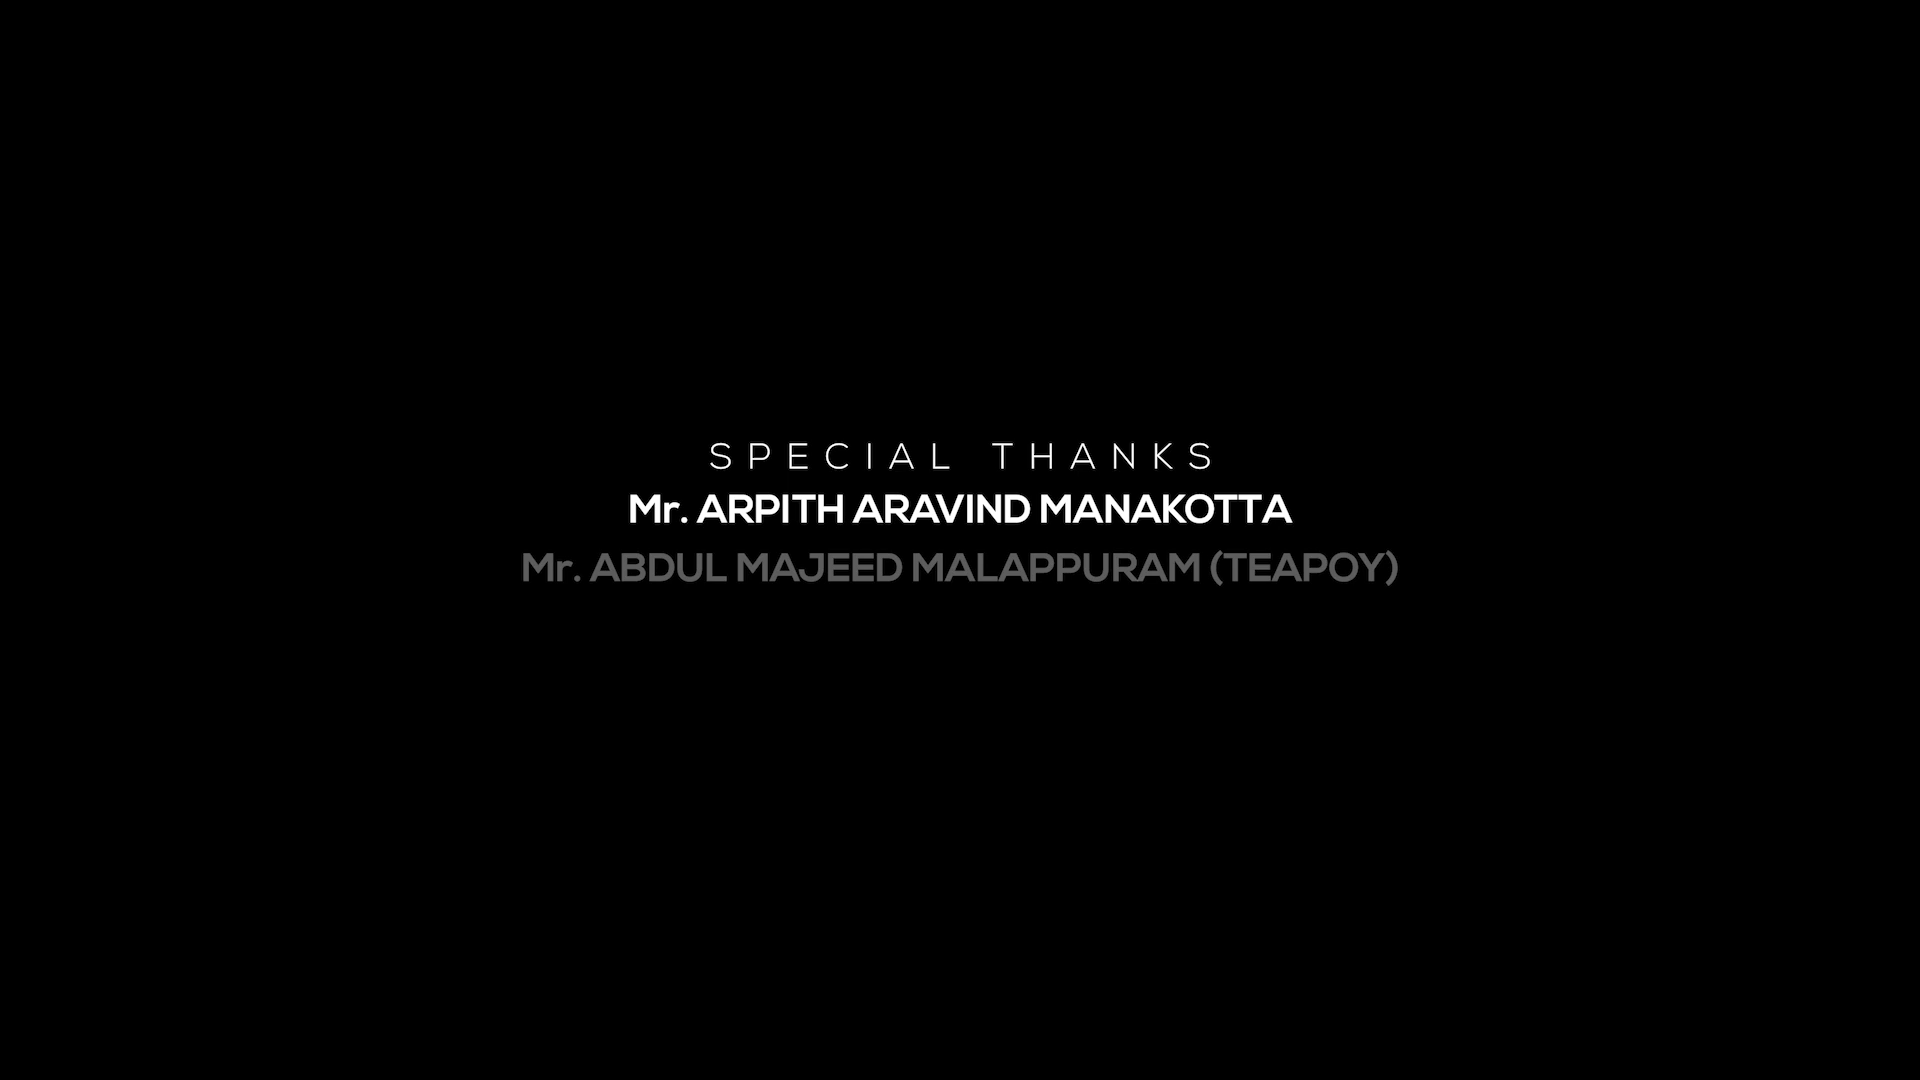 SPECIAL THANKS
Mr. ARPITH ARAVIND MANAKOTTA
Mr. ABDUL MAJEED MALAPPURAM (TEAPOY)